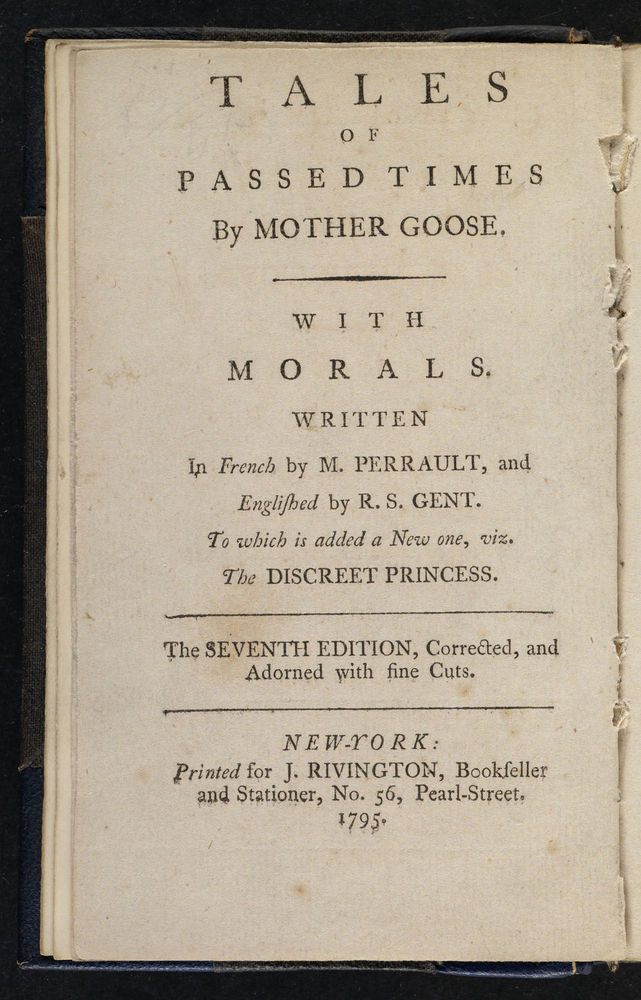 TALES
OF
PASSED TIMES
By MOTHER GOOSE.
WITH
MORALS.
WRITTEN
In French by M. PERRAULT, and
Engliſhed by R. S. GENT.
To which is added a New one, viz.
The DISCREET PRINCESS.
The SEVENTH EDITION, Corrected, and
Adorned with fine Cuts.
NEW-YORK:
Printed for J. RIVINGTON, Bookſeller
and Stationer, No. 56, Pearl-Street.
1795.